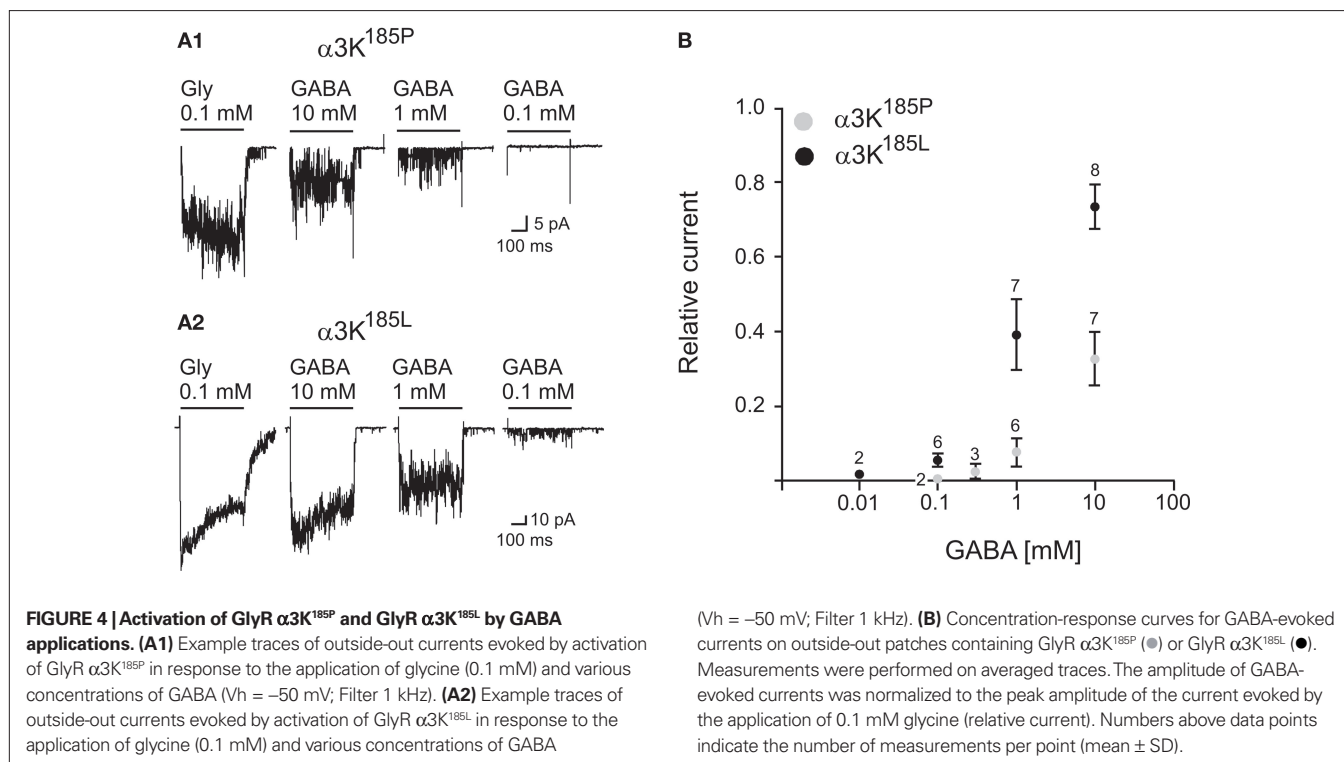 A1
α3K185P
Gly GABA GABA GABA
0.1 mM 10 mM 1 mM 0.1 mM
5 pA
100 ms
A2
α3K185L
Gly GABA GABA GABA
0.1 mM 10 mM 1 mM 0.1 mM
10 pA
100 ms
B
α3K185P
α3K185L
Relative current
1.0
0.8
0.6
0.4
0.2
2
6
2
3
7
6
8
7
0.01 0.1 1 10 100
GABA [mM]
FIGURE 4 | Activation of GlyR α3K185P and GlyR α3K185L by GABA
applications. (A1) Example traces of outside-out currents evoked by activation
of GlyR α3K185P in response to the application of glycine (0.1 mM) and various
concentrations of GABA (Vh = –50 mV; Filter 1 kHz). (A2) Example traces of
outside-out currents evoked by activation of GlyR α3K185L in response to the
application of glycine (0.1 mM) and various concentrations of GABA
(Vh = –50 mV; Filter 1 kHz). (B) Concentration-response curves for GABA-evoked
currents on outside-out patches containing GlyR α3K185P (●) or GlyR α3K185L (●).
Measurements were performed on averaged traces. The amplitude of GABA-
evoked currents was normalized to the peak amplitude of the current evoked by
the application of 0.1 mM glycine (relative current). Numbers above data points
indicate the number of measurements per point (mean ± SD).